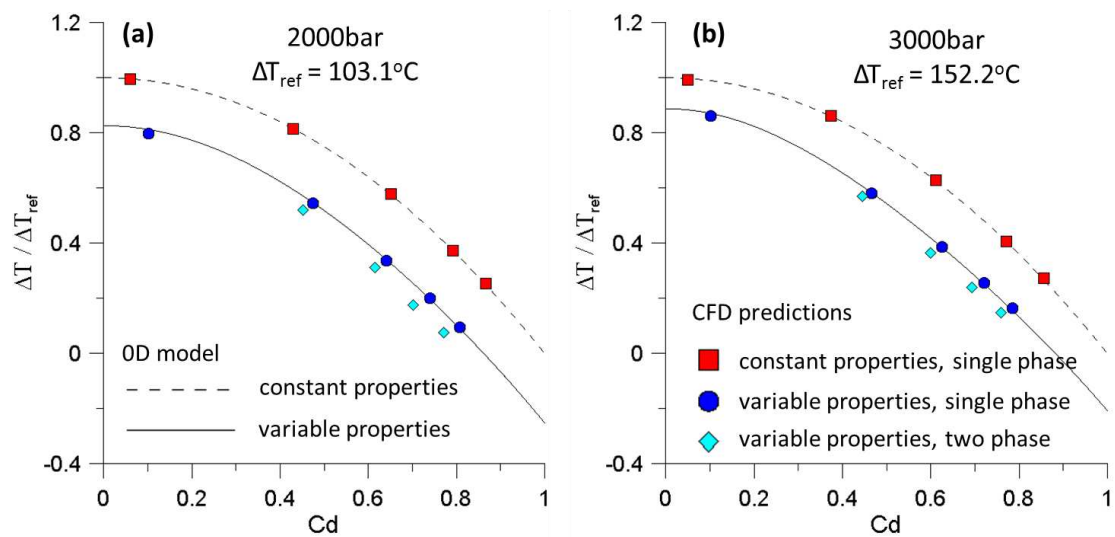 (a)
2000bar
ΔTref = 103.1°C
1.2
0.8
0.4
0
-0.4
ΔT / ΔTref
0D model
constant properties
variable properties
0
0.2
0.4
0.6
0.8
1
Cd
(b)
3000bar
ΔTref = 152.2°C
1.2
0.8
0.4
0
-0.4
ΔT / ΔTref
CFD predictions
constant properties, single phase
variable properties, single phase
variable properties, two phase
0
0.2
0.4
0.6
0.8
1
Cd